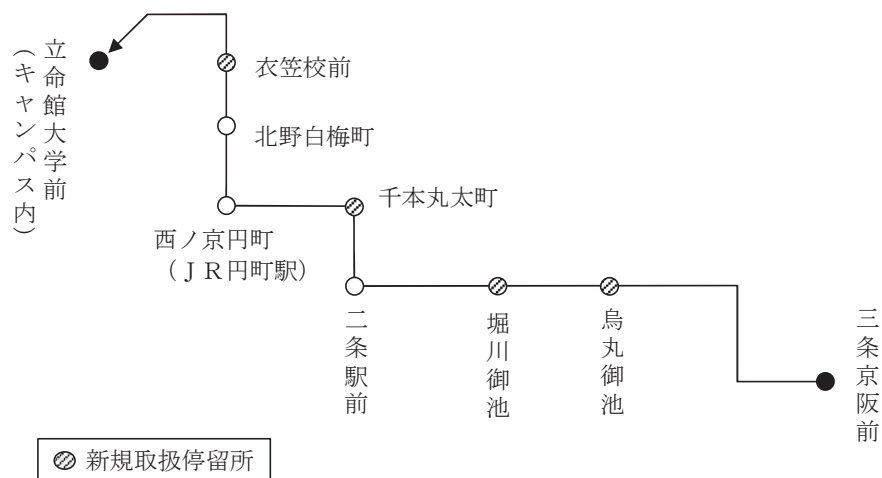 立命館大学前
（キャンパス内）
衣笠校前
北野白梅町
千本丸太町
西ノ京円町
（ＪＲ円町駅）
二条駅前
堀川御池
烏丸御池
三条京阪前
新規取扱停留所